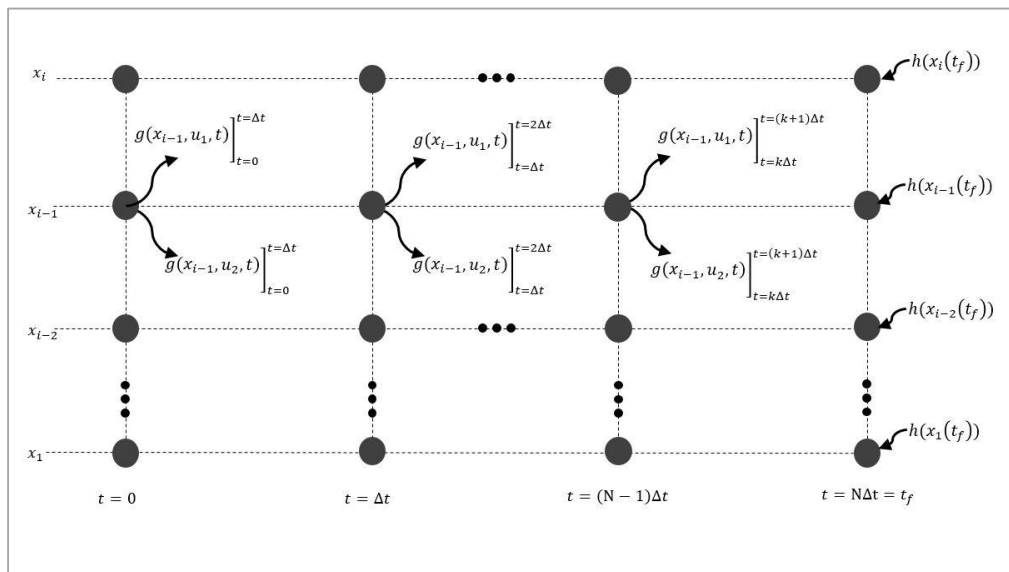 x_i
h(x_i(t_f))
g(x_{i-1}, u_1, t)]_{t=0}^{t=Δt}
g(x_{i-1}, u_1, t)]_{t=Δt}^{t=2Δt}
g(x_{i-1}, u_1, t)]_{t=kΔt}^{t=(k+1)Δt}
x_{i-1}
h(x_{i-1}(t_f))
g(x_{i-1}, u_2, t)]_{t=0}^{t=Δt}
g(x_{i-1}, u_2, t)]_{t=Δt}^{t=2Δt}
g(x_{i-1}, u_2, t)]_{t=kΔt}^{t=(k+1)Δt}
x_{i-2}
h(x_{i-2}(t_f))
x_1
h(x_1(t_f))
t = 0
t = Δt
t = (N − 1)Δt
t = NΔt = t_f